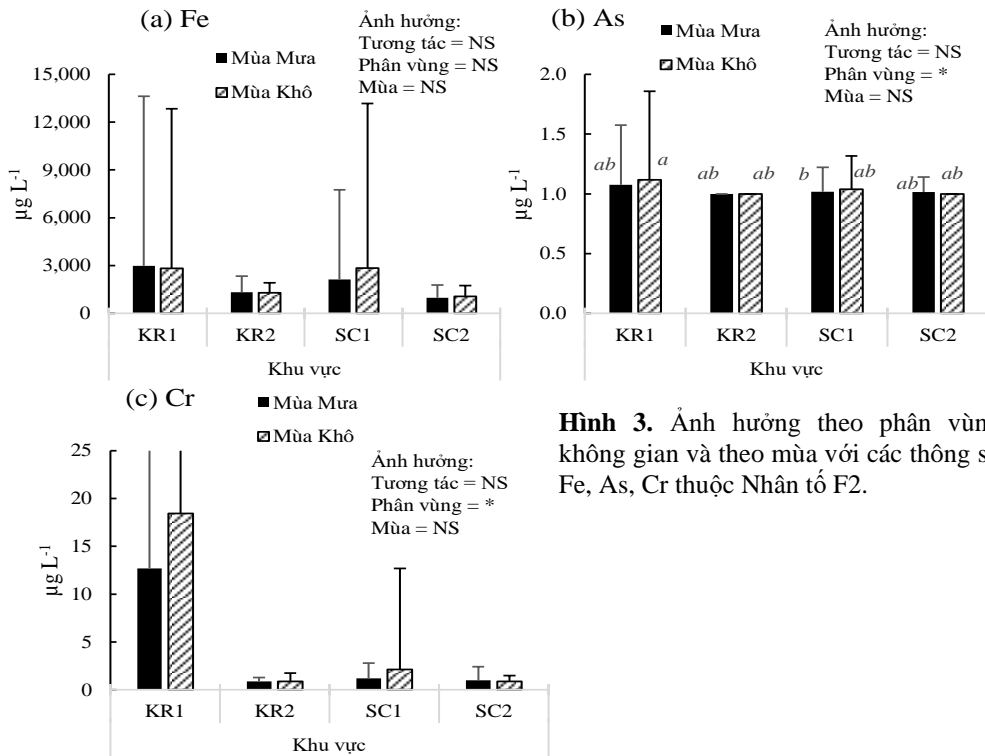 (a) Fe
Mùa Mưa
Mùa Khô
Ảnh hưởng:
Tương tác = NS
Phân vùng = NS
Mùa = NS
µg L-1
15,000
12,000
9,000
6,000
3,000
0
KR1 KR2 SC1 SC2
Khu vực
(b) As
Mùa Mưa
Mùa Khô
Ảnh hưởng:
Tương tác = NS
Phân vùng = *
Mùa = NS
µg L-1
2.0
1.5
1.0
0.5
0.0
ab a ab ab b ab ab ab
KR1 KR2 SC1 SC2
Khu vực
(c) Cr
Mùa Mưa
Mùa Khô
Ảnh hưởng:
Tương tác = NS
Phân vùng = *
Mùa = NS
µg L-1
25
20
15
10
5
0
KR1 KR2 SC1 SC2
Khu vực
Hình 3. Ảnh hưởng theo phân vùn
không gian và theo mùa với các thông s
Fe, As, Cr thuộc Nhân tố F2.